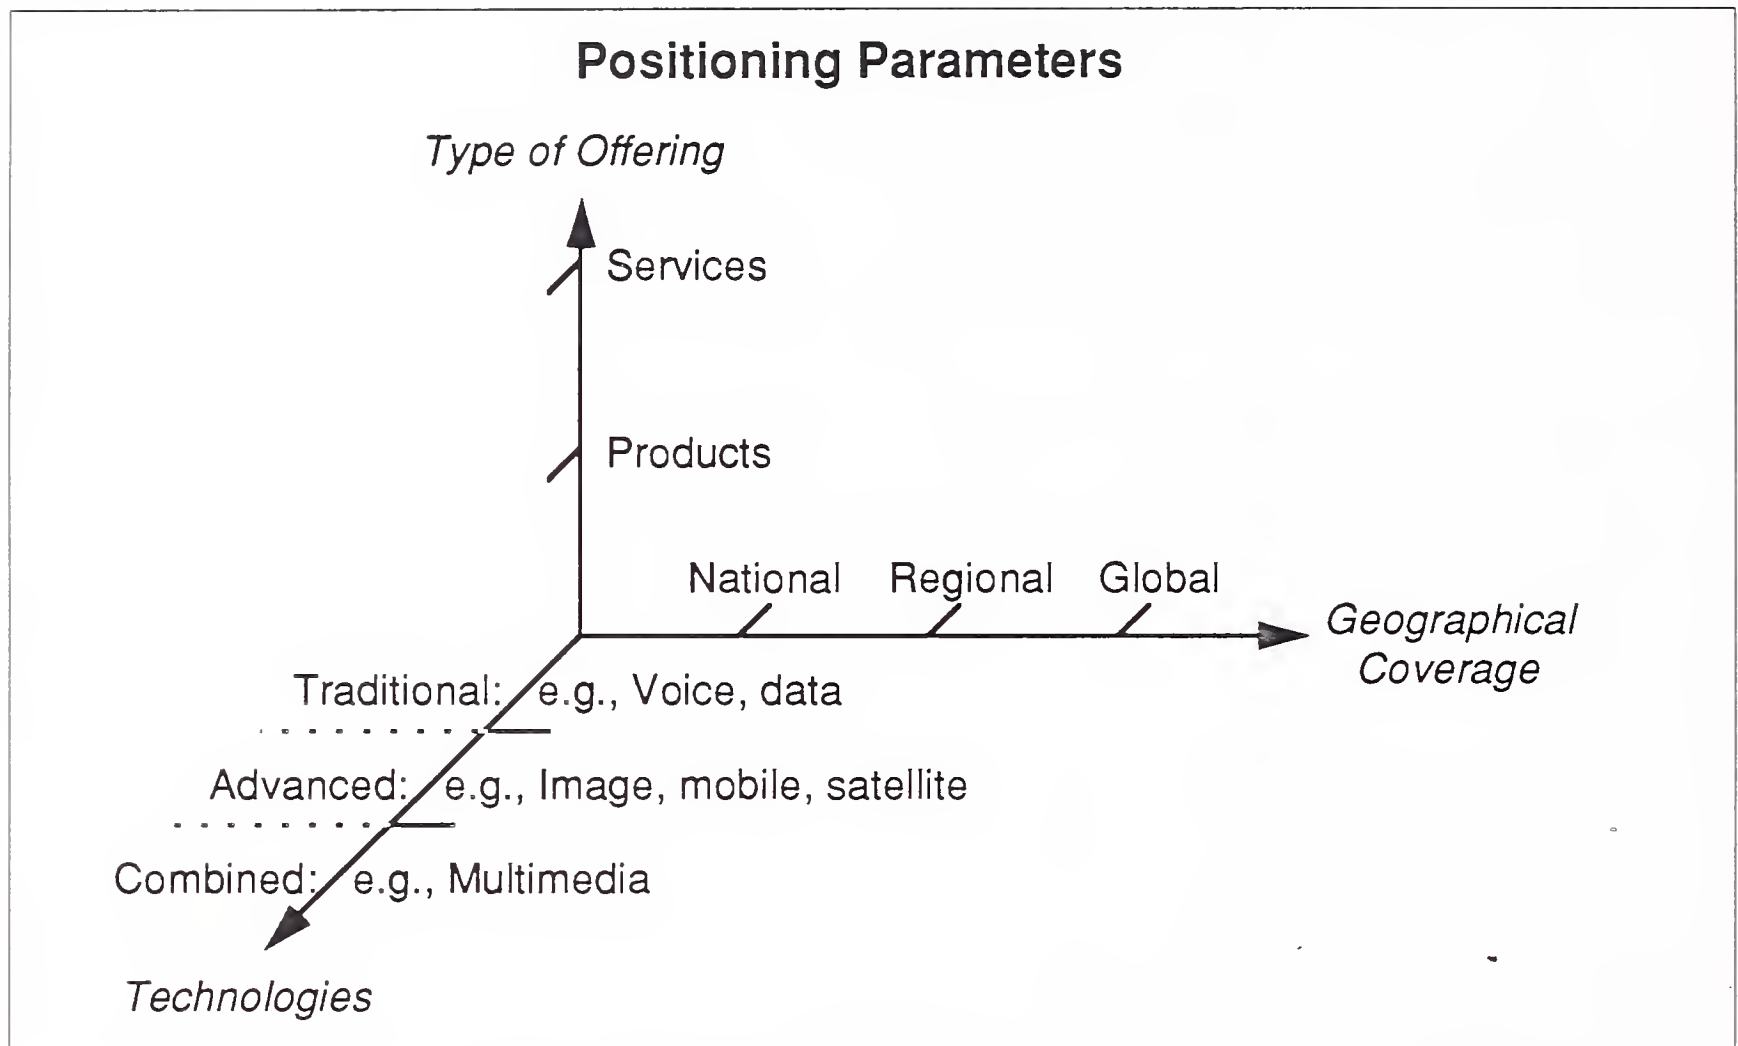 Positioning Parameters
Type of Offering
Services
Products
National Regional Global
Geographical
Coverage
Traditional: e.g., Voice, data
Advanced: e.g., Image, mobile, satellite
Combined: e.g., Multimedia
Technologies